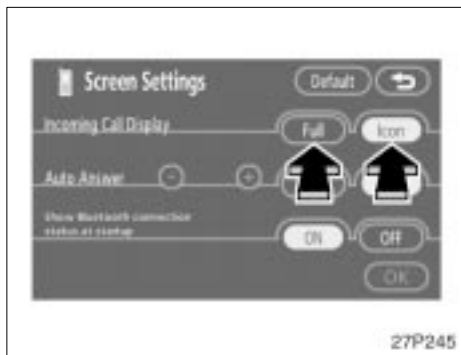 Screen Settings
Default
Incoming Call Display
Full
Icon
Auto Answer
Show Bluetooth connection
status at startup
ON
OFF
OK
27P245